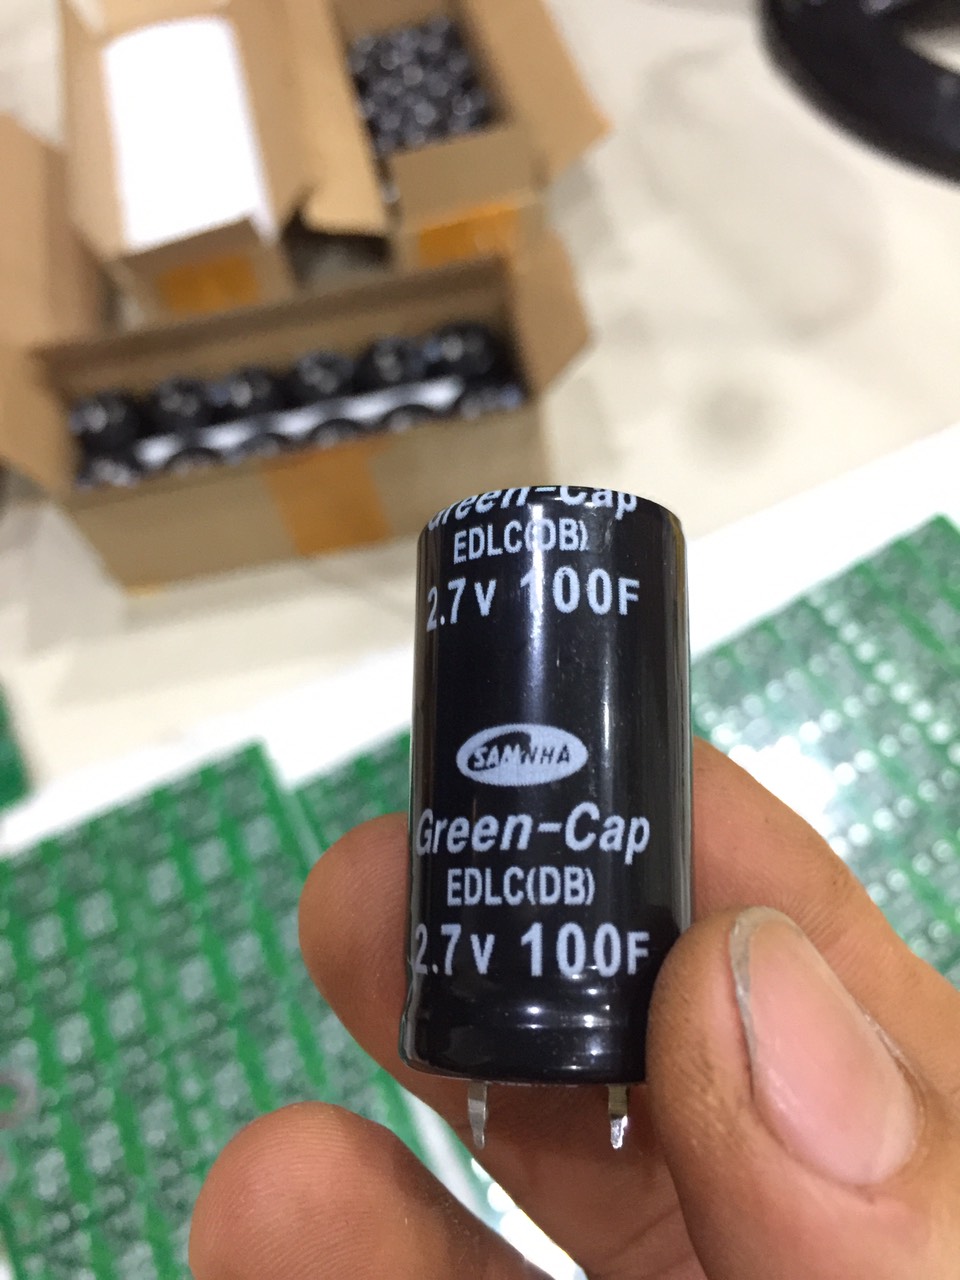 Green-Cap
EDLC(DB)
2.7V 100F
SAMWHA
Green-Cap
EDLC(DB)
2.7V 100F